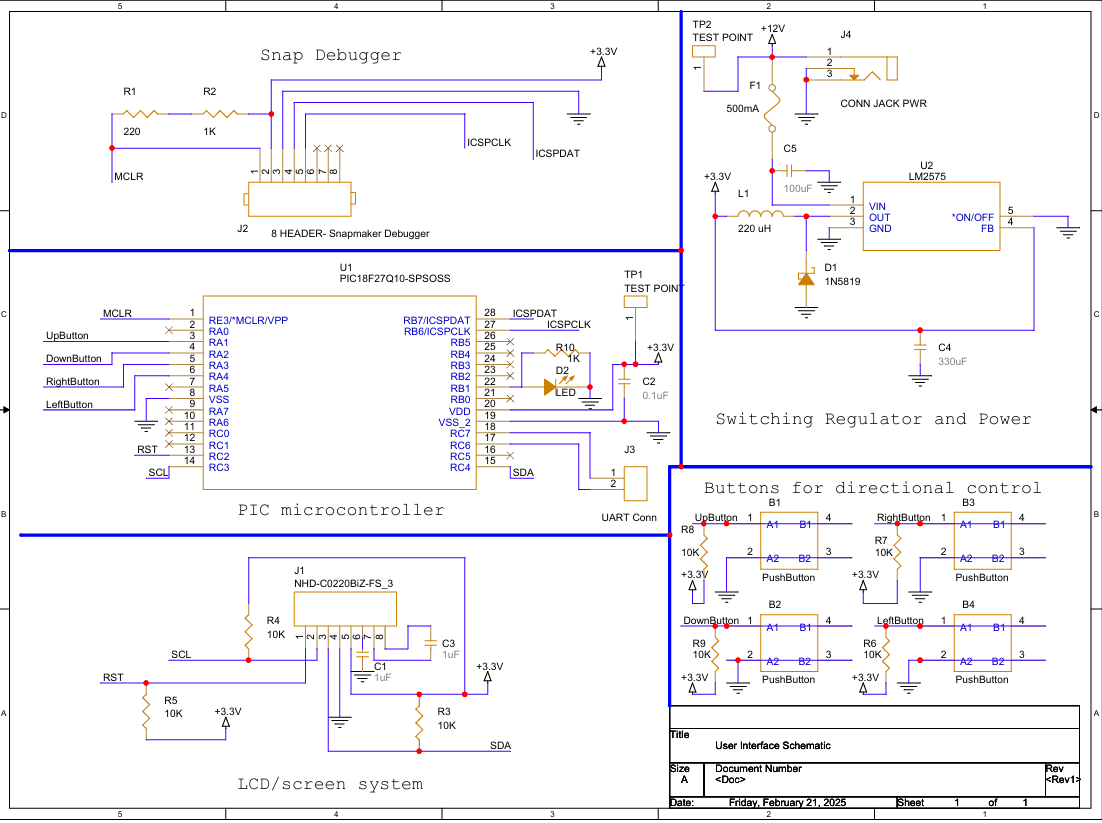 5 4 3 2 1
D
C
B
A
Snap Debugger
+3.3V
R1
220
R2
1K
MCLR
ICSPCLK
ICSPDAT
1 2 3 4 5 6 7 8
J2
8 HEADER- Snapmaker Debugger
TP2
TEST POINT
1
+12V
J4
1
2
3
CONN JACK PWR
F1
500mA
C5
100uF
+3.3V
L1
220 uH
U2
LM2575
1 VIN
2 OUT
3 GND
*ON/OFF 5
FB 4
D1
1N5819
C4
330uF
Switching Regulator and Power
U1
PIC18F27Q10-SPSOSS
MCLR 1 RE3/*MCLR/VPP
2 RA0
UpButton 3 RA1
DownButton 4 RA2
5 RA3
RightButton 6 RA4
7 RA5
8 VSS
LeftButton 9 RA7
10 RA6
11 RC0
12 RC1
RST 13 RC2
SCL 14 RC3
RB7/ICSPDAT 28 ICSPDAT
RB6/ICSPCLK 27 ICSPCLK
RB5 26
RB4 25
RB3 24
RB2 23
RB1 22
RB0 21
VDD 20
VSS_2 19
RC7 18
RC6 17
RC5 16
RC4 15 SDA
R10
1K
D2
LED
TP1
TEST POINT
1
+3.3V
C2
0.1uF
J3
1
2
UART Conn
PIC microcontroller
Buttons for directional control
UpButton
R8
10K
+3.3V
B1
1 A1 B1 4
2 A2 B2 3
PushButton
RightButton
R7
10K
+3.3V
B3
1 A1 B1 4
2 A2 B2 3
PushButton
DownButton
R9
10K
+3.3V
B2
1 A1 B1 4
2 A2 B2 3
PushButton
LeftButton
R6
10K
+3.3V
B4
1 A1 B1 4
2 A2 B2 3
PushButton
J1
NHD-C0220BiZ-FS_3
1 2 3 4 5 6 7 8
R4
10K
SCL
RST
R5
10K
+3.3V
C3
1uF
C1
1uF
+3.3V
R3
10K
SDA
LCD/screen system
Title
User Interface Schematic
Size
A
Document Number
<Doc>
Rev
<Rev1>
Date: Friday, February 21, 2025 Sheet 1 of 1
D
C
B
A
5 4 3 2 1